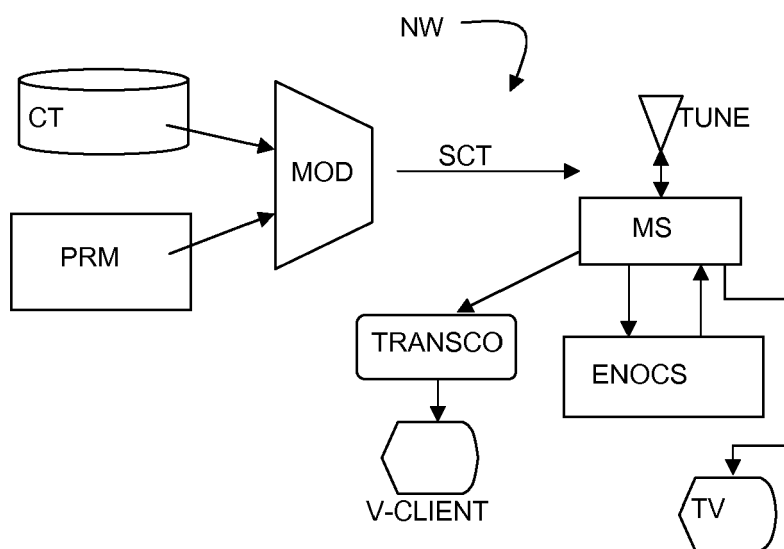 NW
CT
TUNE
SCT
MOD
MS
PRM
TRANSCO
ENOCS
V-CLIENT
TV